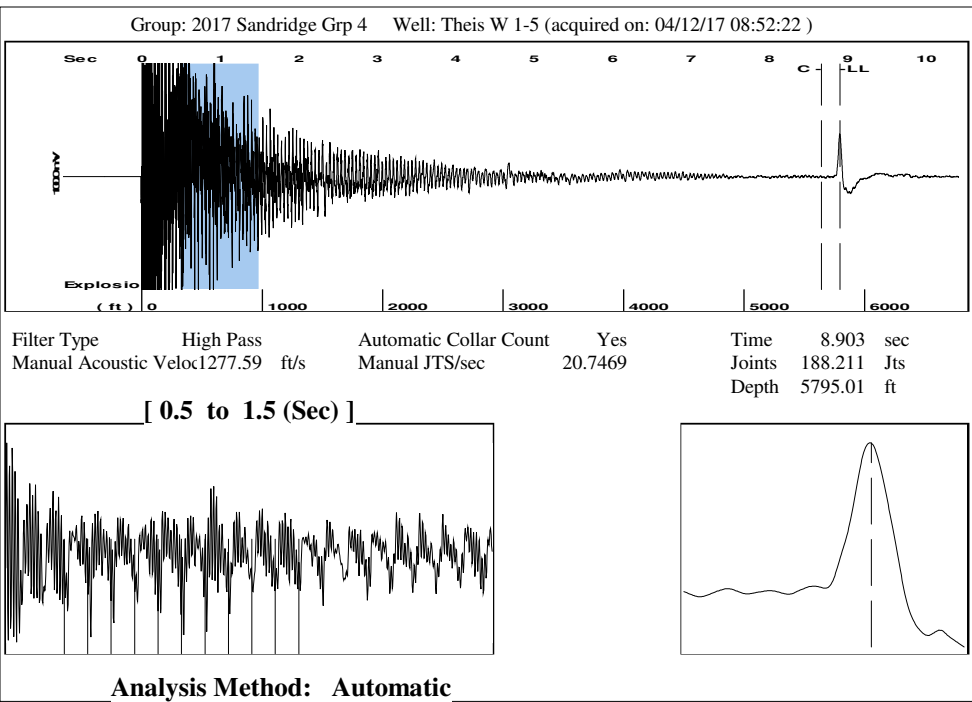 Group: 2017 Sandridge Grp 4 Well: Theis W 1-5 (acquired on: 04/12/17 08:52:22 )
Sec 0 1 2 3 4 5 6 7 8 9 10
C LL
Explosio
( ft ) 0 1000 2000 3000 4000 5000 6000
Filter Type High Pass Automatic Collar Count Yes Time 8.903 sec
Manual Acoustic Veloc1277.59 ft/s Manual JTS/sec 20.7469 Joints 188.211 Jts
Depth 5795.01 ft
[ 0.5 to 1.5 (Sec) ]
Analysis Method: Automatic